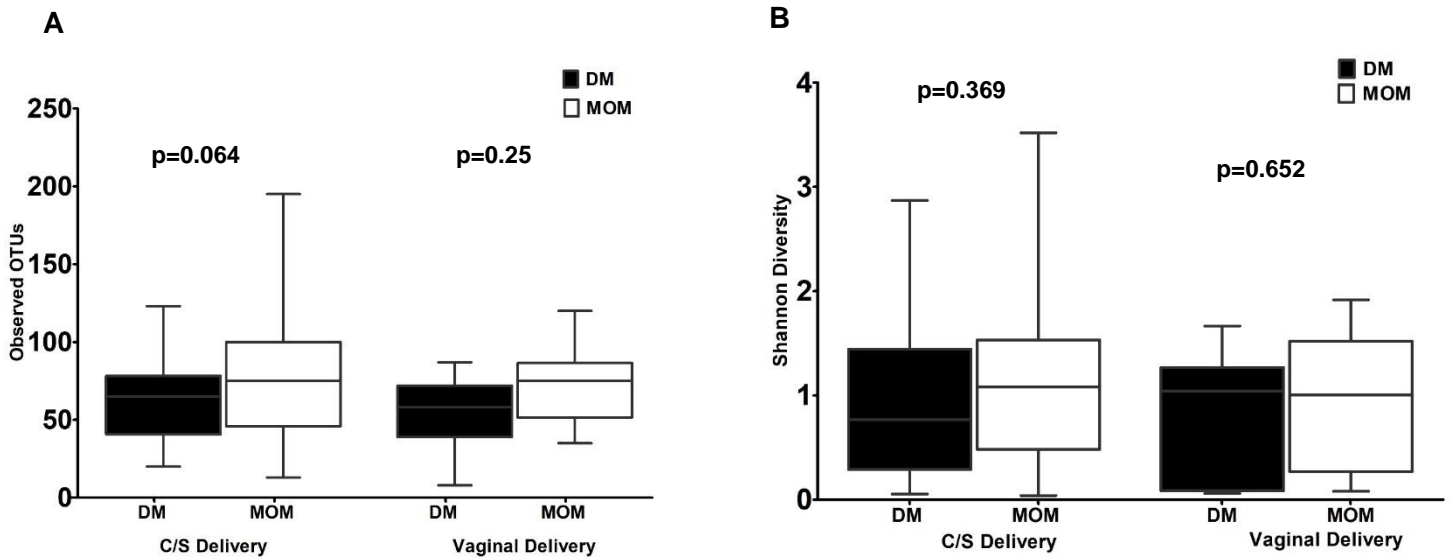 A
DM
MOM
250
200
150
100
50
0
Observed OTUs
p=0.064
p=0.25
DM
MOM
DM
MOM
C/S Delivery
Vaginal Delivery
B
DM
MOM
4
3
2
1
0
Shannon Diversity
p=0.369
p=0.652
DM
MOM
DM
MOM
C/S Delivery
Vaginal Delivery